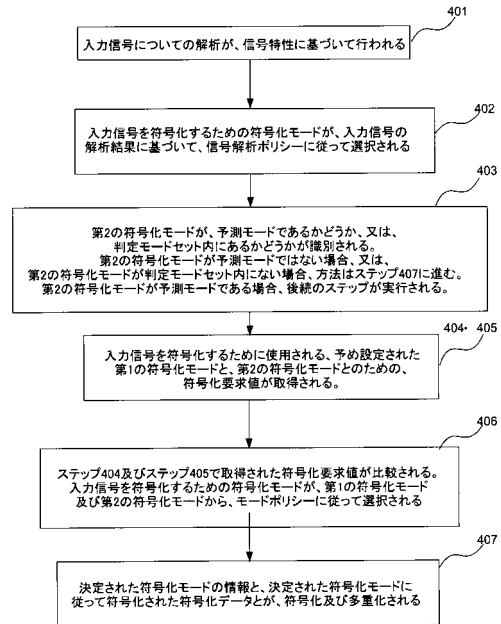 401
入力信号についての解析が、信号特性に基づいて行われる
402
入力信号を符号化するための符号化モードが、入力信号の
解析結果に基づいて、信号解析ポリシーに従って選択される
403
第2の符号化モードが、予測モードであるかどうか、又は、
判定モードセット内にあるかどうかが識別される。
第2の符号化モードが予測モードではない場合、又は、
第2の符号化モードが判定モードセット内にない場合、方法はステップ407に進む。
第2の符号化モードが予測モードである場合、後続のステップが実行される。
404・405
入力信号を符号化するために使用される、予め設定された
第1の符号化モードと、第2の符号化モードとのための、
符号化要求値が取得される。
406
ステップ404及びステップ405で取得された符号化要求値が比較される。
入力信号を符号化するための符号化モードが、第1の符号化モード
及び第2の符号化モードから、モードポリシーに従って選択される
407
決定された符号化モードの情報と、決定された符号化モードに
従って符号化された符号化データとが、符号化及び多重化される